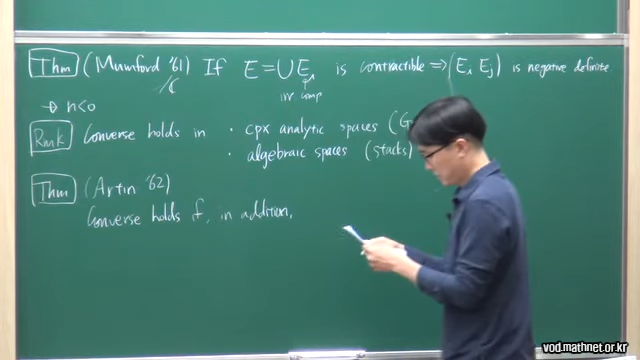 Thm (Mumford '61) If E = ∪ E_i is contractible ⇒ (E_i E_j) is negative definite
/ℂ
irr comp
→ n<0
Rmk Converse holds in · cpx analytic spaces (G
· algebraic spaces (stacks)
Thm (Artin '62)
Converse holds if, in addition,
vod.mathnet.or.kr